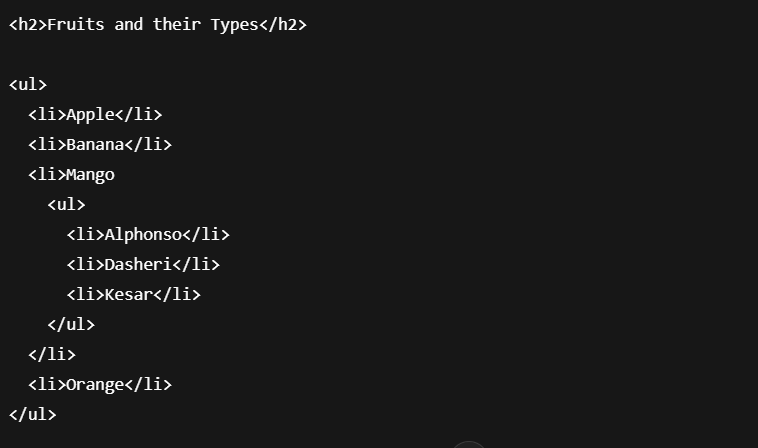 <h2>Fruits and their Types</h2>
<ul>
<li>Apple</li>
<li>Banana</li>
<li>Mango
<ul>
<li>Alphonso</li>
<li>Dasheri</li>
<li>Kesar</li>
</ul>
</li>
<li>Orange</li>
</ul>